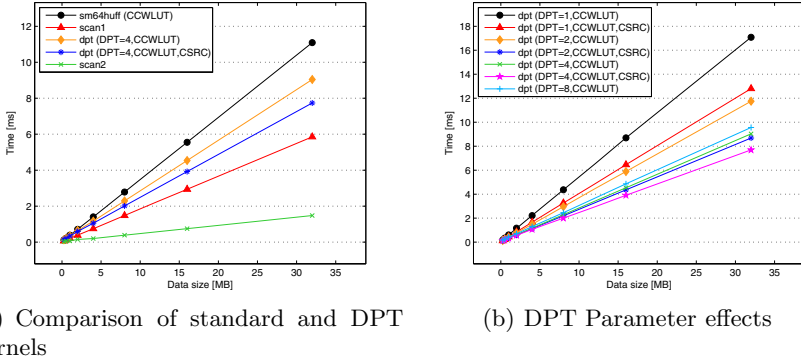 12
10
8
6
4
2
0
Time [ms]
sm64huff (CCWLUT)
scan1
dpt (DPT=4,CCWLUT)
dpt (DPT=4,CCWLUT,CSRC)
scan2
0 5 10 15 20 25 30 35
Data size [MB]
) Comparison of standard and DPT
rnels
18
16
14
12
10
8
6
4
2
0
Time [ms]
dpt (DPT=1,CCWLUT)
dpt (DPT=1,CCWLUT,CSRC)
dpt (DPT=2,CCWLUT)
dpt (DPT=2,CCWLUT,CSRC)
dpt (DPT=4,CCWLUT)
dpt (DPT=4,CCWLUT,CSRC)
dpt (DPT=8,CCWLUT)
0 5 10 15 20 25 30 35
Data size [MB]
(b) DPT Parameter effects